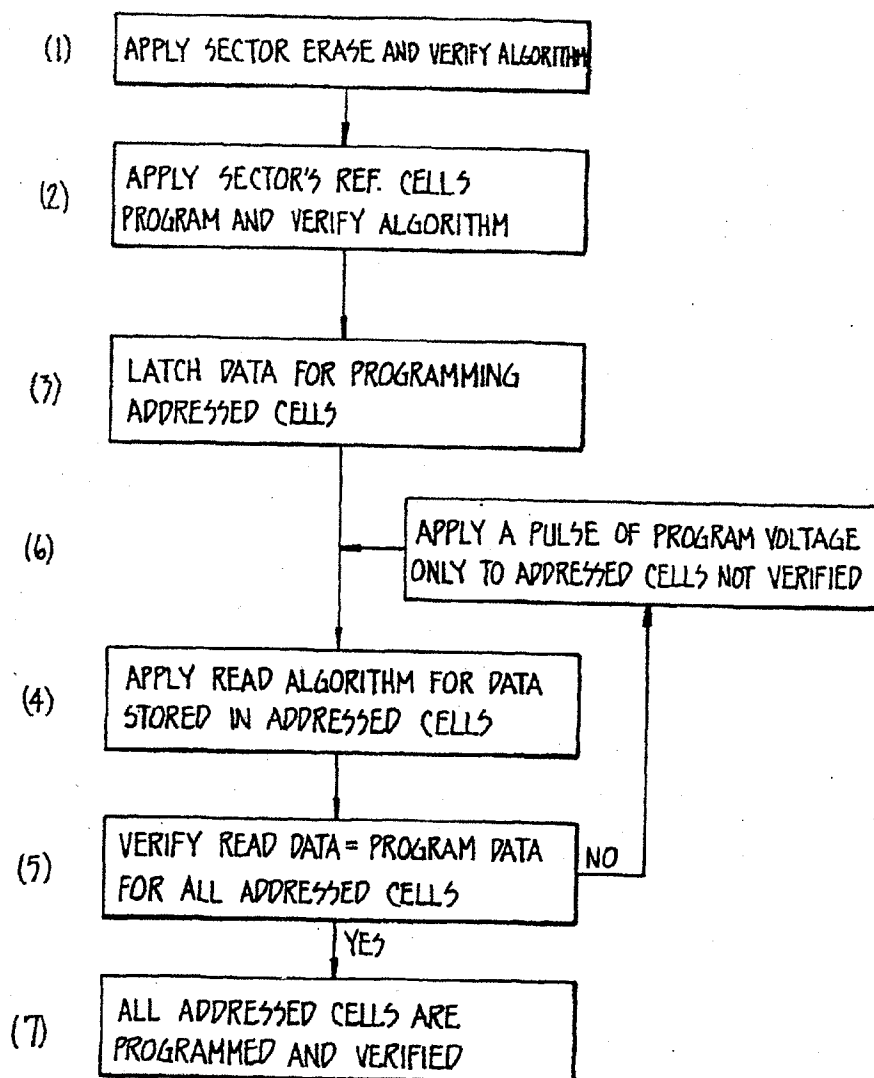 (1) APPLY SECTOR ERASE AND VERIFY ALGORITHM
(2) APPLY SECTOR'S REF. CELLS
PROGRAM AND VERIFY ALGORITHM
(3) LATCH DATA FOR PROGRAMMING
ADDRESSED CELLS
(6) APPLY A PULSE OF PROGRAM VOLTAGE
ONLY TO ADDRESSED CELLS NOT VERIFIED
(4) APPLY READ ALGORITHM FOR DATA
STORED IN ADDRESSED CELLS
(5) VERIFY READ DATA = PROGRAM DATA
FOR ALL ADDRESSED CELLS
NO
YES
(7) ALL ADDRESSED CELLS ARE
PROGRAMMED AND VERIFIED